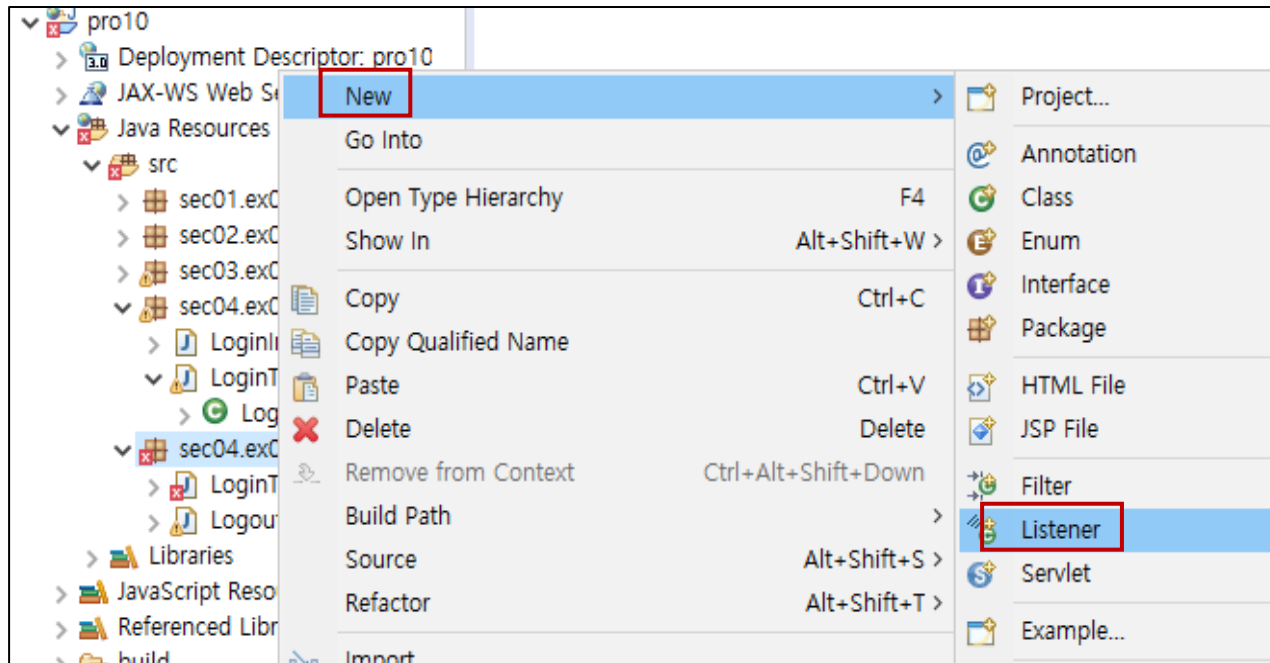 pro10
3.0 Deployment Descriptor: pro10
JAX-WS Web Se
Java Resources
src
sec01.ex0
sec02.ex0
sec03.ex0
sec04.ex0
LoginI
LoginT
Log
sec04.ex0
LoginT
Logou
Libraries
JavaScript Reso
Referenced Libr
build
New
Go Into
Open Type Hierarchy F4
Show In Alt+Shift+W
Copy Ctrl+C
Copy Qualified Name
Paste Ctrl+V
Delete Delete
Remove from Context Ctrl+Alt+Shift+Down
Build Path
Source Alt+Shift+S
Refactor Alt+Shift+T
Import
Project...
Annotation
Class
Enum
Interface
Package
HTML File
JSP File
Filter
Listener
Servlet
Example...